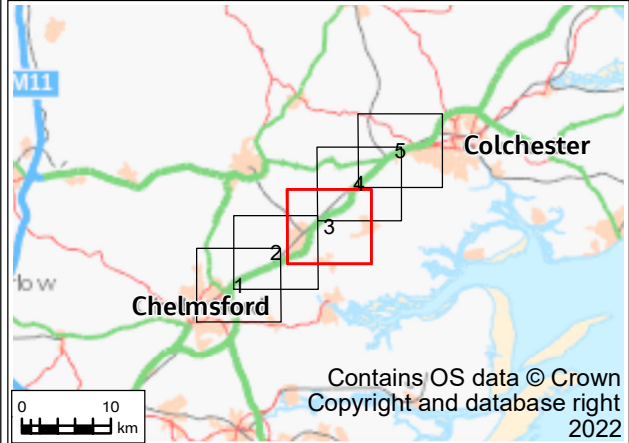 M11
Colchester
5
4
3
2
1
low
Chelmsford
Contains OS data © Crown
Copyright and database right
2022
0 10
km